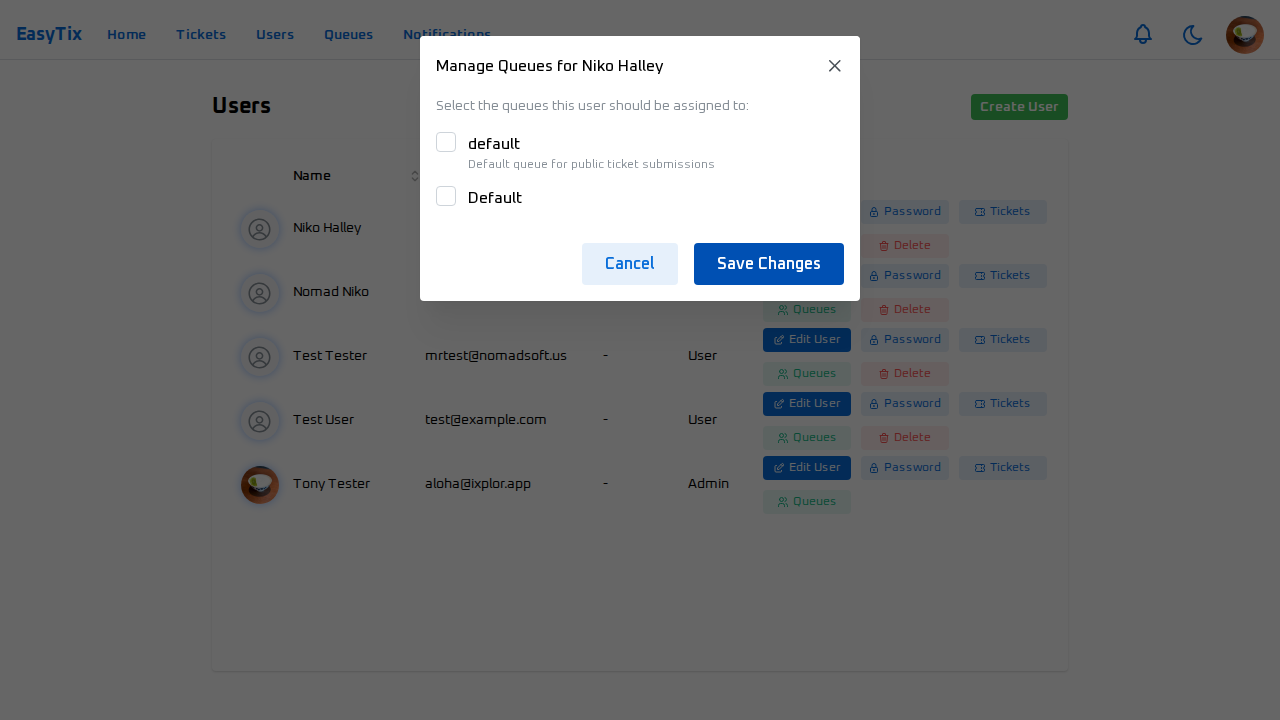 EasyTix Home Tickets Users Queues Notifications
Manage Queues for Niko Halley
Select the queues this user should be assigned to:
default
Default queue for public ticket submissions
Default
Cancel Save Changes
Users Create User
Name
Niko Halley Password Tickets
Delete
Nomad Niko Password Tickets
Queues Delete
Test Tester mrtest@nomadsoft.us - User Edit User Password Tickets
Queues Delete
Test User test@example.com - User Edit User Password Tickets
Queues Delete
Tony Tester aloha@ixplor.app - Admin Edit User Password Tickets
Queues